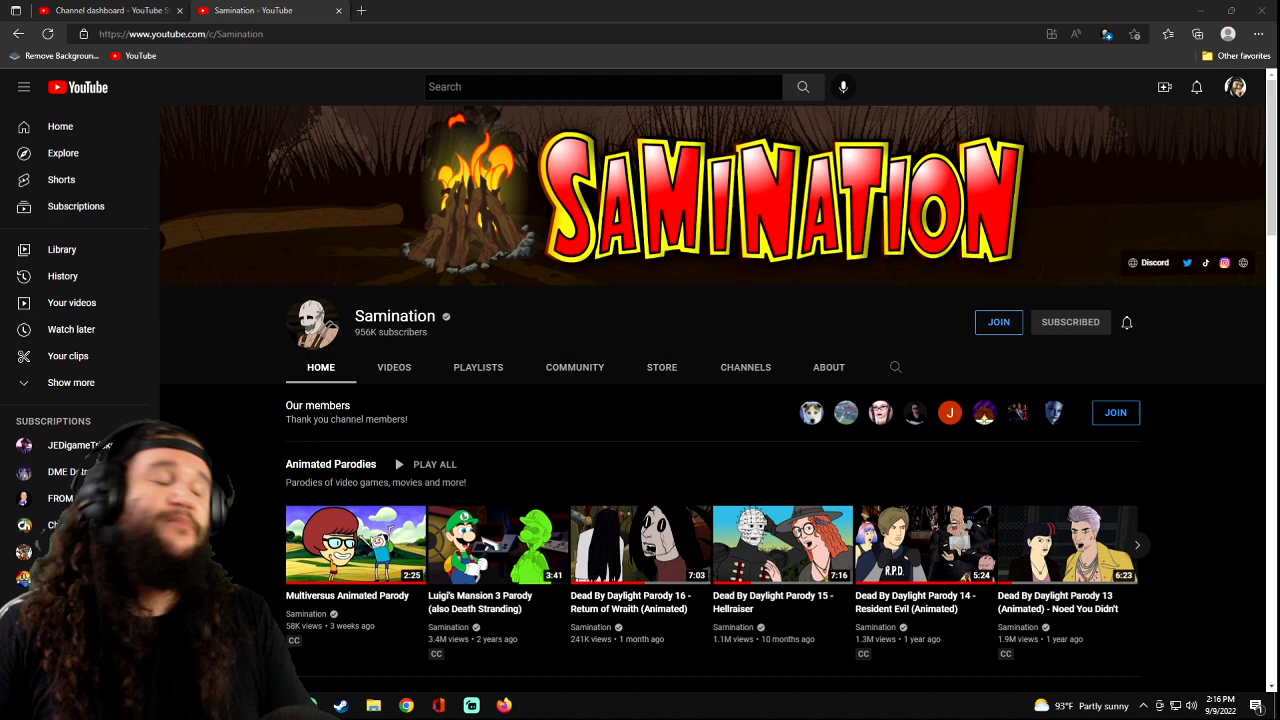 Channel dashboard - YouTube St
Samination - YouTube
https://www.youtube.com/c/Samination
Remove Backgroun...
YouTube
Other favorites
YouTube
Search
Home
Explore
Shorts
Subscriptions
Library
History
Your videos
Watch later
Your clips
Show more
SUBSCRIPTIONS
DME
FROM
SAMINATION
Discord
Samination
956K subscribers
JOIN
SUBSCRIBED
HOME VIDEOS PLAYLISTS COMMUNITY STORE CHANNELS ABOUT
Our members
Thank you channel members!
J
JOIN
Animated Parodies
PLAY ALL
Parodies of video games, movies and more!
2:25
Multiversus Animated Parody
Samination
58K views • 3 weeks ago
CC
3:41
Luigi's Mansion 3 Parody
(also Death Stranding)
Samination
3.4M views • 2 years ago
CC
7:03
Dead By Daylight Parody 16 -
Return of Wraith (Animated)
Samination
241K views • 1 month ago
7:16
Dead By Daylight Parody 15 -
Hellraiser
Samination
1.1M views • 10 months ago
R.P.D.
5:24
Dead By Daylight Parody 14 -
Resident Evil (Animated)
Samination
1.3M views • 1 year ago
CC
6:23
Dead By Daylight Parody 13
(Animated) - Noed You Didn't
Samination
1.9M views • 1 year ago
CC
93°F Partly sunny
2:16 PM
9/9/2022